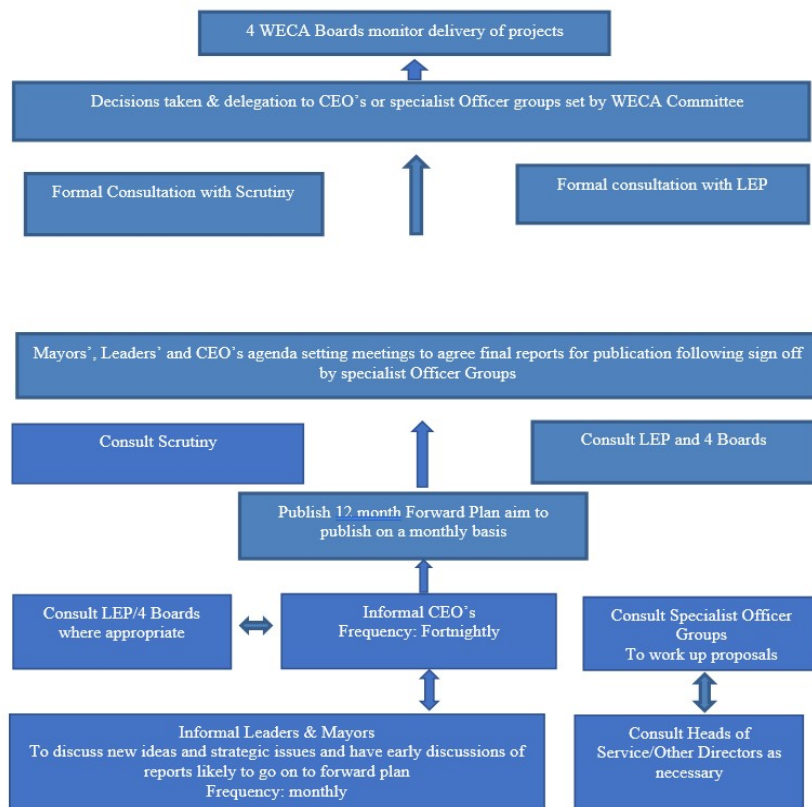 4 WECA Boards monitor delivery of projects
Decisions taken & delegation to CEO’s or specialist Officer groups set by WECA Committee
Formal Consultation with Scrutiny
Formal consultation with LEP
Mayors’, Leaders’ and CEO’s agenda setting meetings to agree final reports for publication following sign off
by specialist Officer Groups
Consult Scrutiny
Consult LEP and 4 Boards
Publish 12 month Forward Plan aim to
publish on a monthly basis
Consult LEP/4 Boards
where appropriate
Informal CEO’s
Frequency: Fortnightly
Consult Specialist Officer
Groups
To work up proposals
Informal Leaders & Mayors
To discuss new ideas and strategic issues and have early discussions of
reports likely to go on to forward plan
Frequency: monthly
Consult Heads of
Service/Other Directors as
necessary